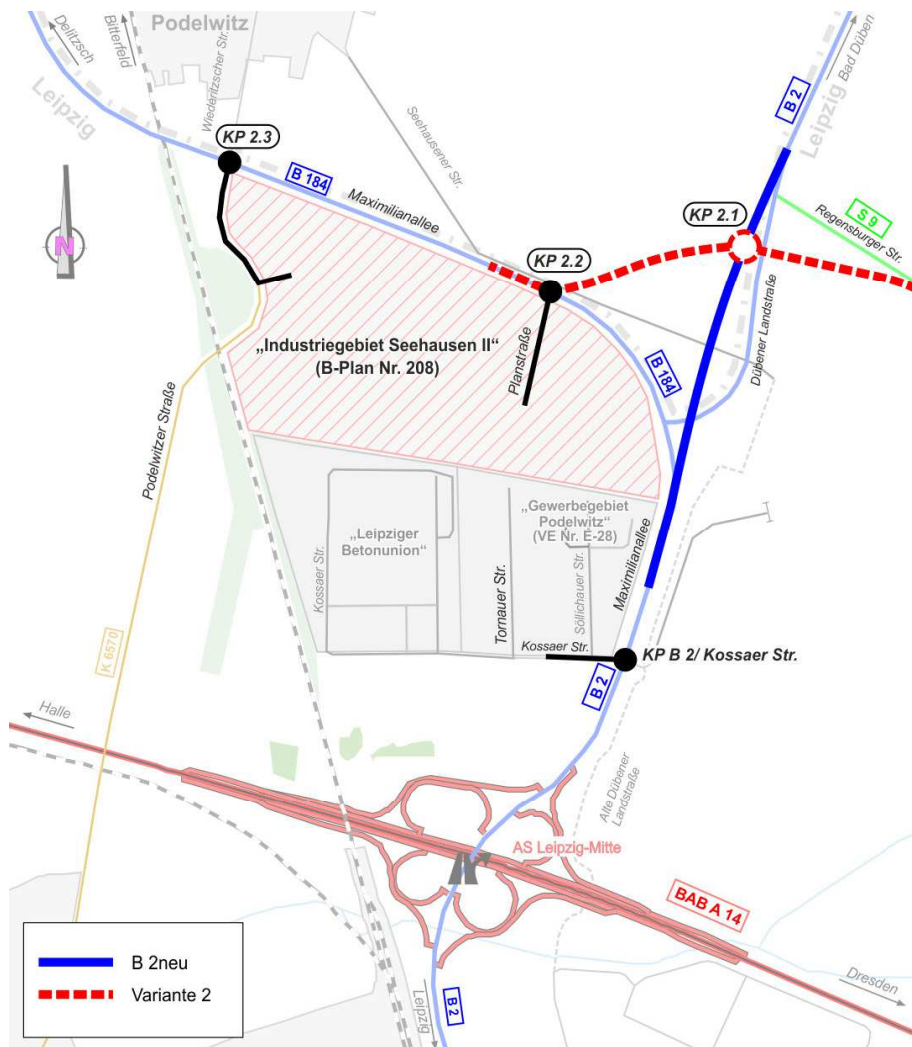 Podelwitz
Delitzsch
Bitterfeld
Leipzig
Wiederitzscher Str.
Seehausener Str.
B 2
Bad Düben
Leipzig
KP 2.3
B 184
Maximilianallee
KP 2.1
S 9
Regensburger Str.
KP 2.2
N
Dübener Landstraße
„Industriegebiet Seehausen II“
(B-Plan Nr. 208)
Planstraße
B 184
Podelwitzer Straße
„Leipziger
Betonunion“
Kossaer Str.
Tornauer Str.
„Gewerbegebiet
Podelwitz“
(VE Nr. E-28)
Söllichauer Str.
Maximilianallee
Kossaer Str.
KP B 2/ Kossaer Str.
B 2
K 6570
Halle
Alte Dübener
Landstraße
AS Leipzig-Mitte
BAB A 14
Dresden
B 2neu
Variante 2
Leipzig
B 2